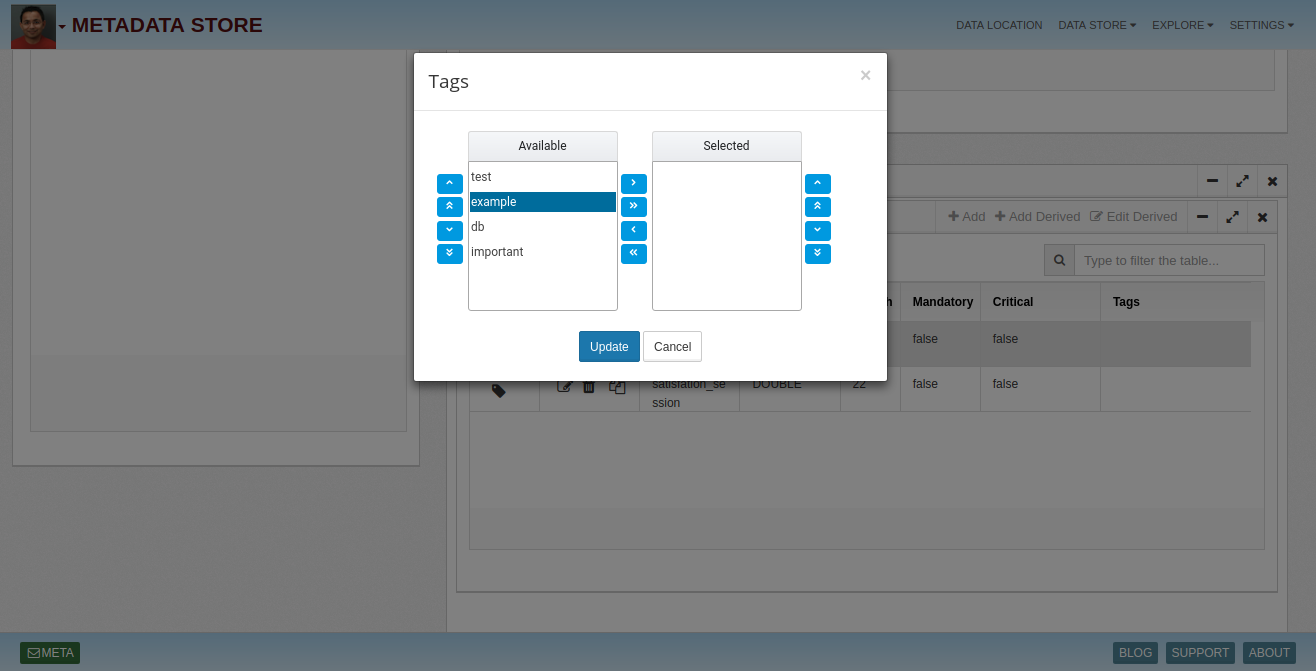 METADATA STORE
DATA LOCATION DATA STORE EXPLORE SETTINGS
Tags
×
Available
Selected
test
example
db
important
Update
Cancel
Add Add Derived Edit Derived
Type to filter the table...
h Mandatory Critical Tags
false false
satisfation_se DOUBLE 22 false false
ssion
META
BLOG SUPPORT ABOUT